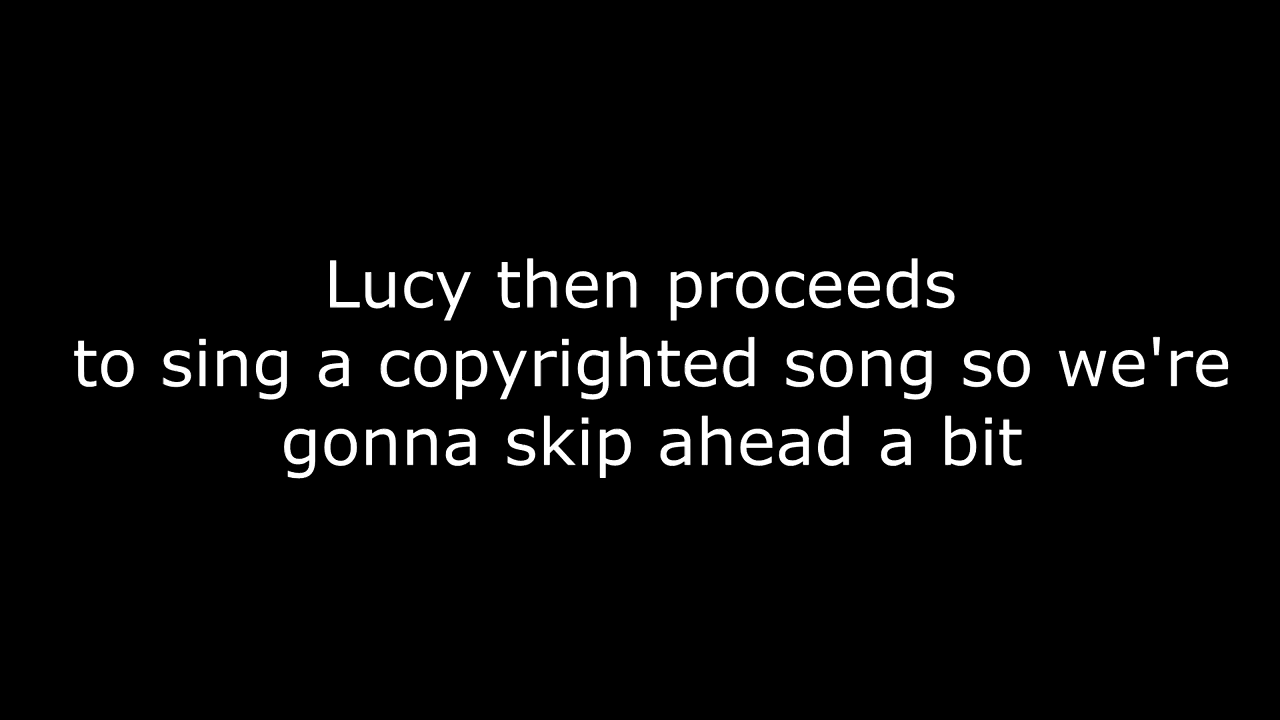 Lucy then proceeds
to sing a copyrighted song so we're
gonna skip ahead a bit